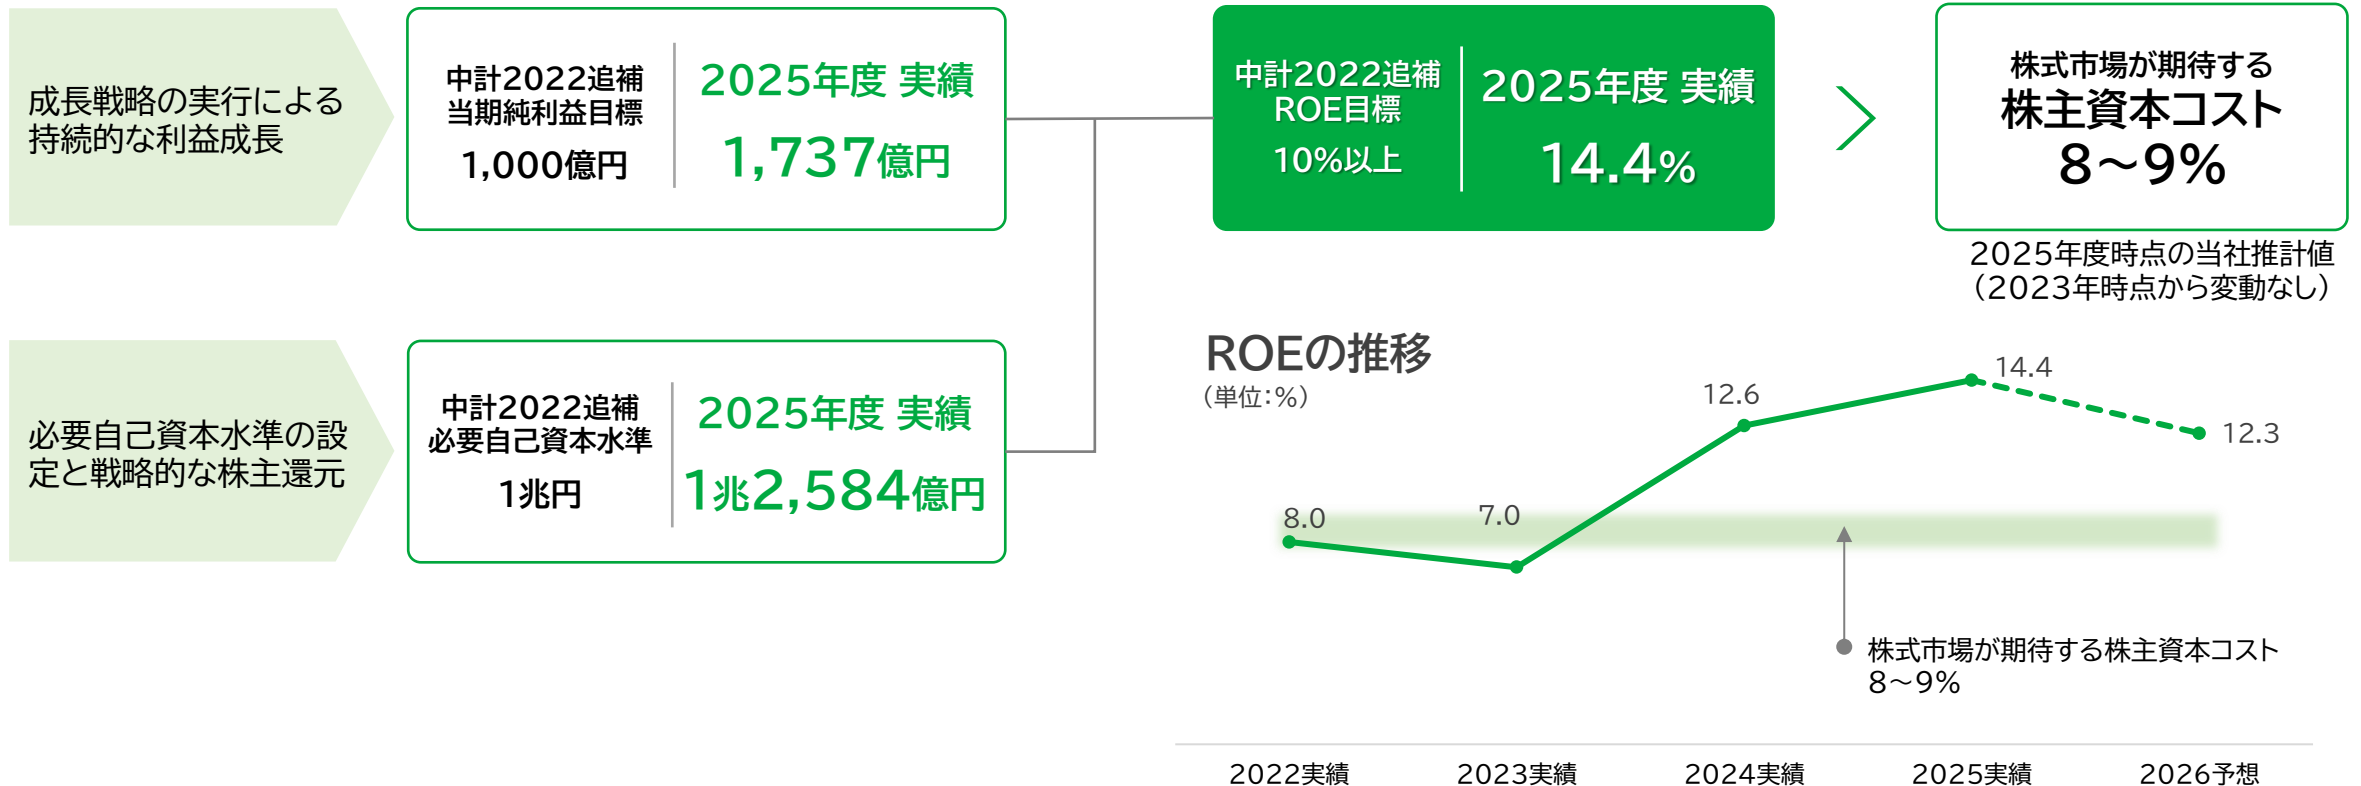 成長戦略の実行による
持続的な利益成長
中計2022追補
当期純利益目標
1,000億円
2025年度 実績
1,737億円
中計2022追補
ROE目標
10%以上
2025年度 実績
14.4%
株式市場が期待する
株主資本コスト
8～9%
2025年度時点の当社推計値
（2023年時点から変動なし）
必要自己資本水準の設
定と戦略的な株主還元
中計2022追補
必要自己資本水準
1兆円
2025年度 実績
1兆2,584億円
ROEの推移
（単位：%）
8.0
7.0
12.6
14.4
12.3
株式市場が期待する株主資本コスト
8～9%
2022実績
2023実績
2024実績
2025実績
2026予想